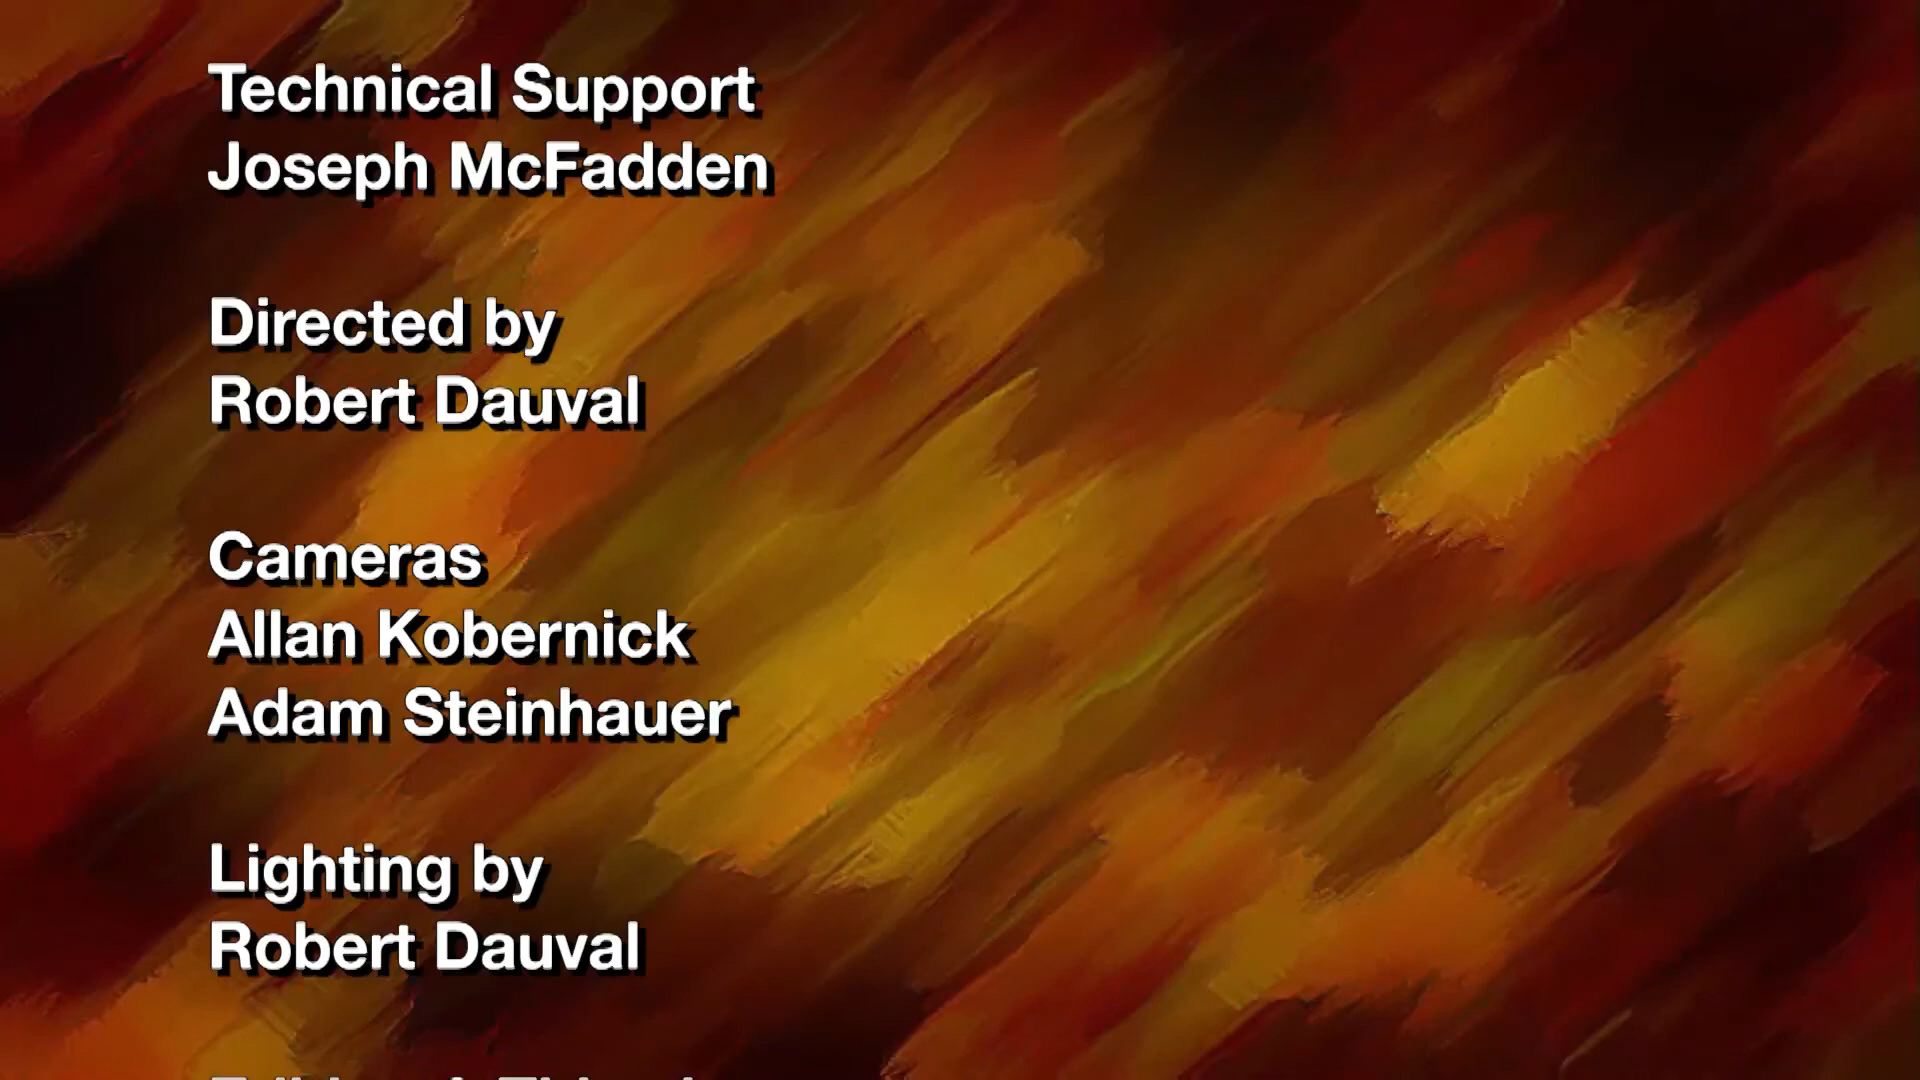 Technical Support
Joseph McFadden
Directed by
Robert Dauval
Cameras
Allan Kobernick
Adam Steinhauer
Lighting by
Robert Dauval